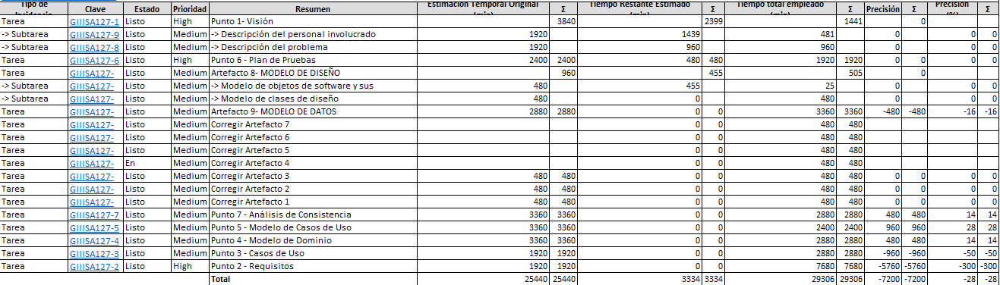 Tipo de Incidencia Clave Estado Prioridad Resumen Estimación Temporal Original (min) Σ Tiempo Restante Estimado (min) Σ Tiempo total empleado (min) Σ Precisión Σ Precisión (%) Σ
Tarea GIIISA127-1 Listo High Punto 1- Visión 3840 2399 1441 0
-> Subtarea GIIISA127-9 Listo Medium -> Descripción del personal involucrado 1920 1439 481 0 0 0
-> Subtarea GIIISA127-8 Listo Medium -> Descripción del problema 1920 960 960 0 0 0
Tarea GIIISA127-6 Listo High Punto 6 - Plan de Pruebas 2400 2400 480 480 1920 1920 0 0 0 0
Tarea GIIISA127- Listo Medium Artefacto 8- MODELO DE DISEÑO 960 455 505 0
-> Subtarea GIIISA127- Listo Medium -> Modelo de objetos de software y sus 480 455 25 0 0 0
-> Subtarea GIIISA127- Listo Medium -> Modelo de clases de diseño 480 0 480 0 0 0
Tarea GIIISA127- Listo Medium Artefacto 9- MODELO DE DATOS 2880 2880 0 0 3360 3360 -480 -480 -16 -16
Tarea GIIISA127- Listo Medium Corregir Artefacto 7 0 0 480 480
Tarea GIIISA127- Listo Medium Corregir Artefacto 6 0 0 480 480
Tarea GIIISA127- Listo Medium Corregir Artefacto 5 0 0 480 480
Tarea GIIISA127- En Medium Corregir Artefacto 4 0 0 480 480
Tarea GIIISA127- Listo Medium Corregir Artefacto 3 480 480 0 0 480 480 0 0 0 0
Tarea GIIISA127- Listo Medium Corregir Artefacto 2 480 480 0 0 480 480 0 0 0 0
Tarea GIIISA127- Listo Medium Corregir Artefacto 1 480 480 0 0 480 480 0 0 0 0
Tarea GIIISA127-7 Listo Medium Punto 7 - Análisis de Consistencia 3360 3360 0 0 2880 2880 480 480 14 14
Tarea GIIISA127-5 Listo Medium Punto 5 - Modelo de Casos de Uso 3360 3360 0 0 2400 2400 960 960 28 28
Tarea GIIISA127-4 Listo Medium Punto 4 - Modelo de Dominio 3360 3360 0 0 2880 2880 480 480 14 14
Tarea GIIISA127-3 Listo Medium Punto 3 - Casos de Uso 1920 1920 0 0 2880 2880 -960 -960 -50 -50
Tarea GIIISA127-2 Listo High Punto 2 - Requisitos 1920 1920 0 0 7680 7680 -5760 -5760 -300 -300
Total 25440 25440 3334 3334 29306 29306 -7200 -7200 -28 -28